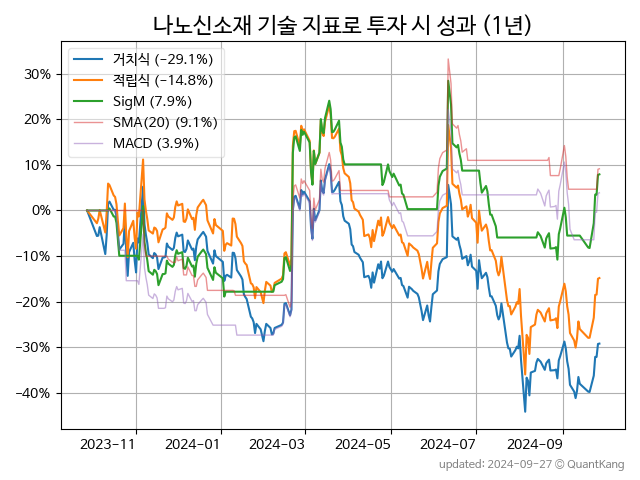 나노신소재 기술 지표로 투자 시 성과 (1년)
거치식 (−29.1%)
적립식 (−14.8%)
SigM (7.9%)
SMA(20) (9.1%)
MACD (3.9%)
30%
20%
10%
0%
−10%
−20%
−30%
−40%
2023-11 2024-01 2024-03 2024-05 2024-07 2024-09
updated: 2024-09-27 © QuantKang